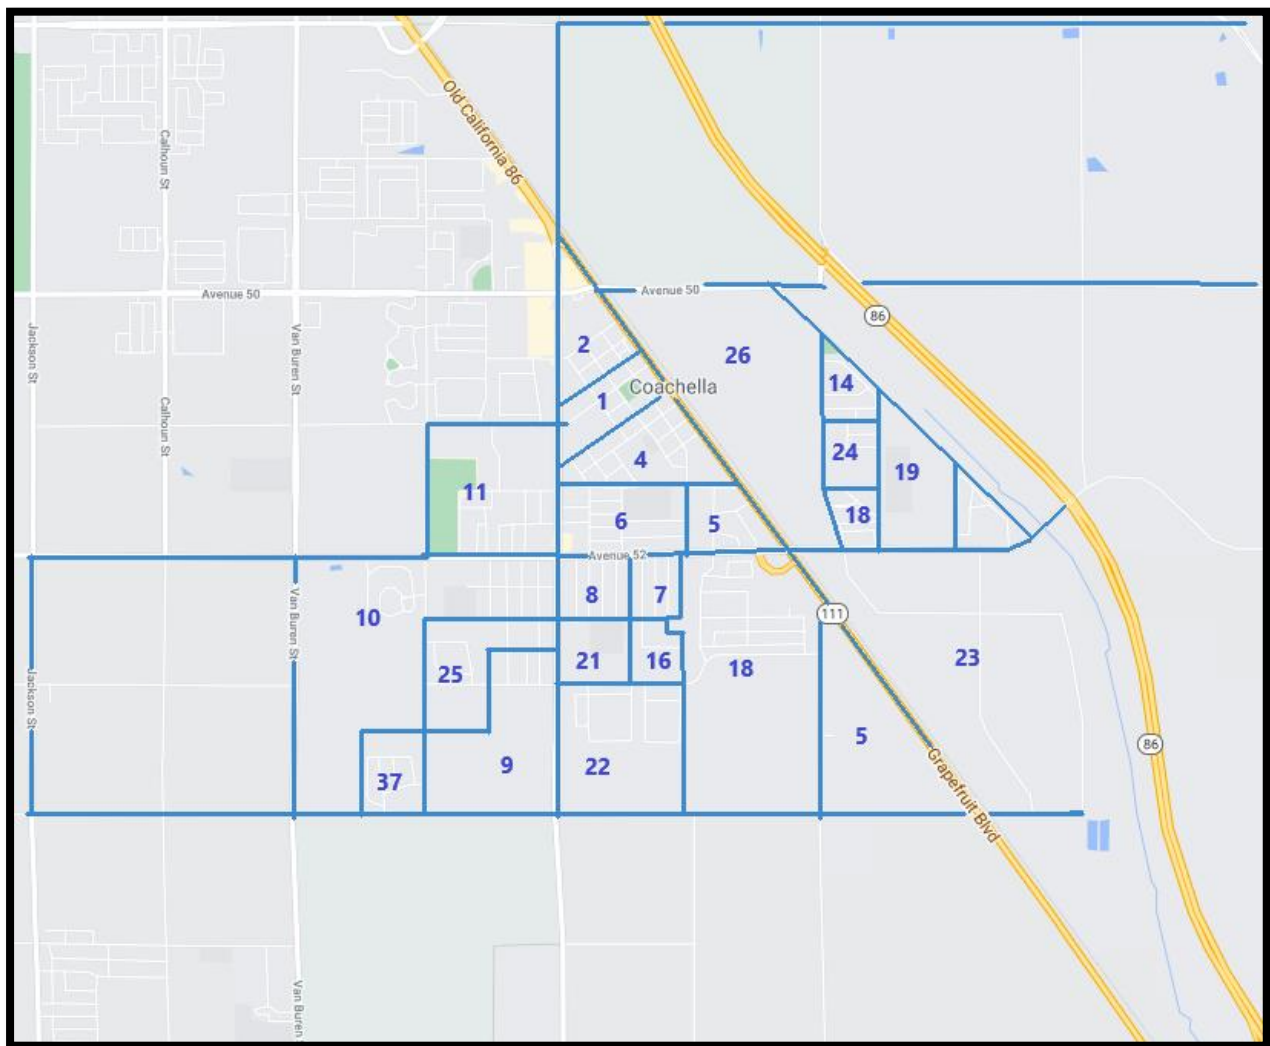 Old California 86
Calhoun St
Avenue 50
Avenue 50
86
Jackson St
Van Buren St
2
26
14
Coachella
1
Calhoun St
4
24
19
11
6
5
18
Avenue 52
8
7
10
Van Buren St
111
21
16
18
23
25
Jackson St
5
86
9
22
37
Grapefruit Blvd
Van Buren